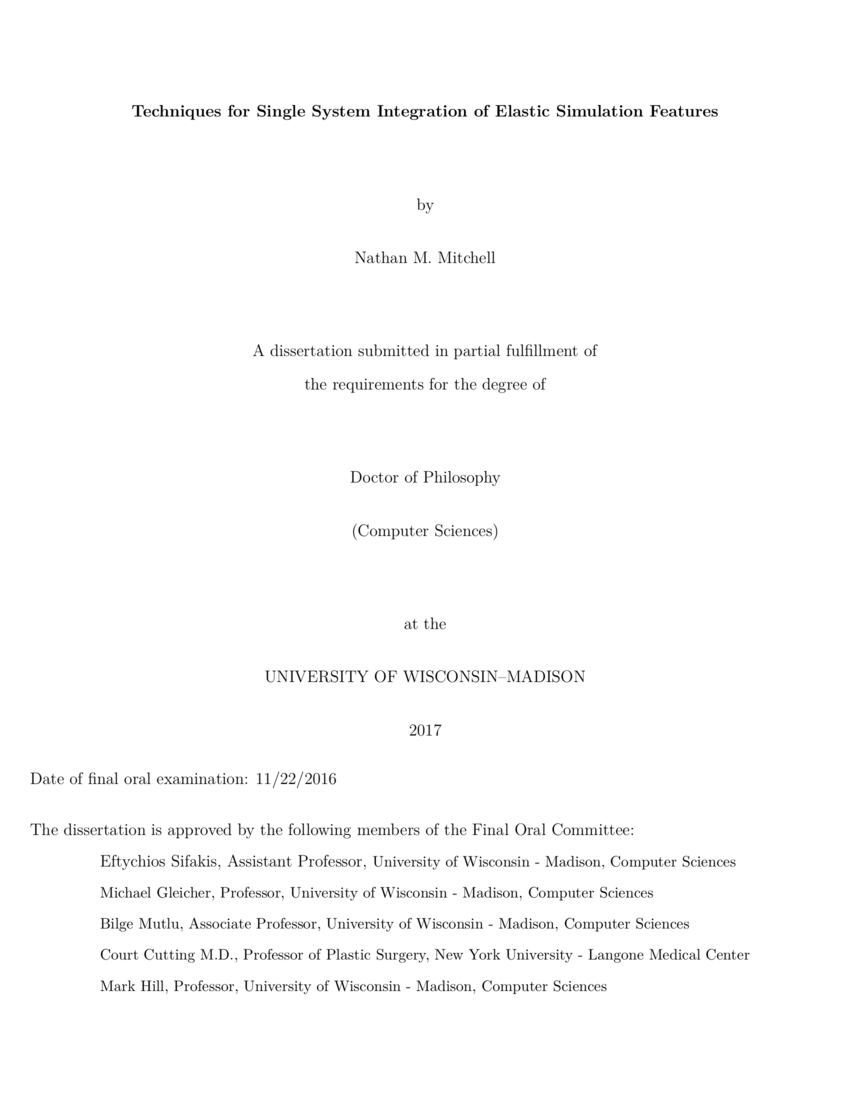 Techniques for Single System Integration of Elastic Simulation Features
by
Nathan M. Mitchell
A dissertation submitted in partial fulfillment of
the requirements for the degree of
Doctor of Philosophy
(Computer Sciences)
at the
UNIVERSITY OF WISCONSIN–MADISON
2017
Date of final oral examination: 11/22/2016
The dissertation is approved by the following members of the Final Oral Committee:
Eftychios Sifakis, Assistant Professor, University of Wisconsin - Madison, Computer Sciences
Michael Gleicher, Professor, University of Wisconsin - Madison, Computer Sciences
Bilge Mutlu, Associate Professor, University of Wisconsin - Madison, Computer Sciences
Court Cutting M.D., Professor of Plastic Surgery, New York University - Langone Medical Center
Mark Hill, Professor, University of Wisconsin - Madison, Computer Sciences